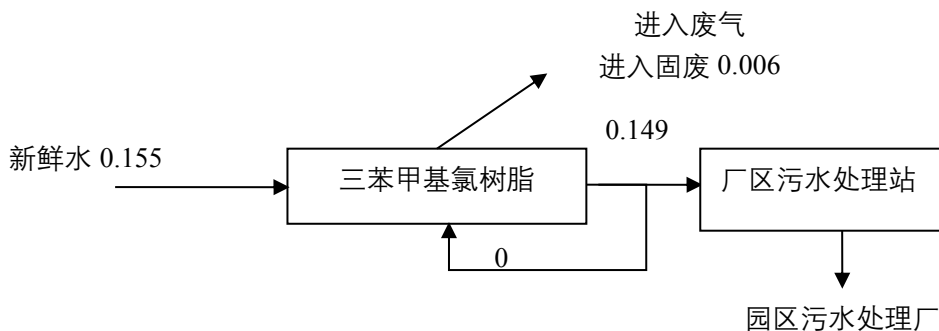 进入废气
进入固废 0.006
0.149
新鲜水 0.155
三苯甲基氯树脂
厂区污水处理站
0
园区污水处理厂